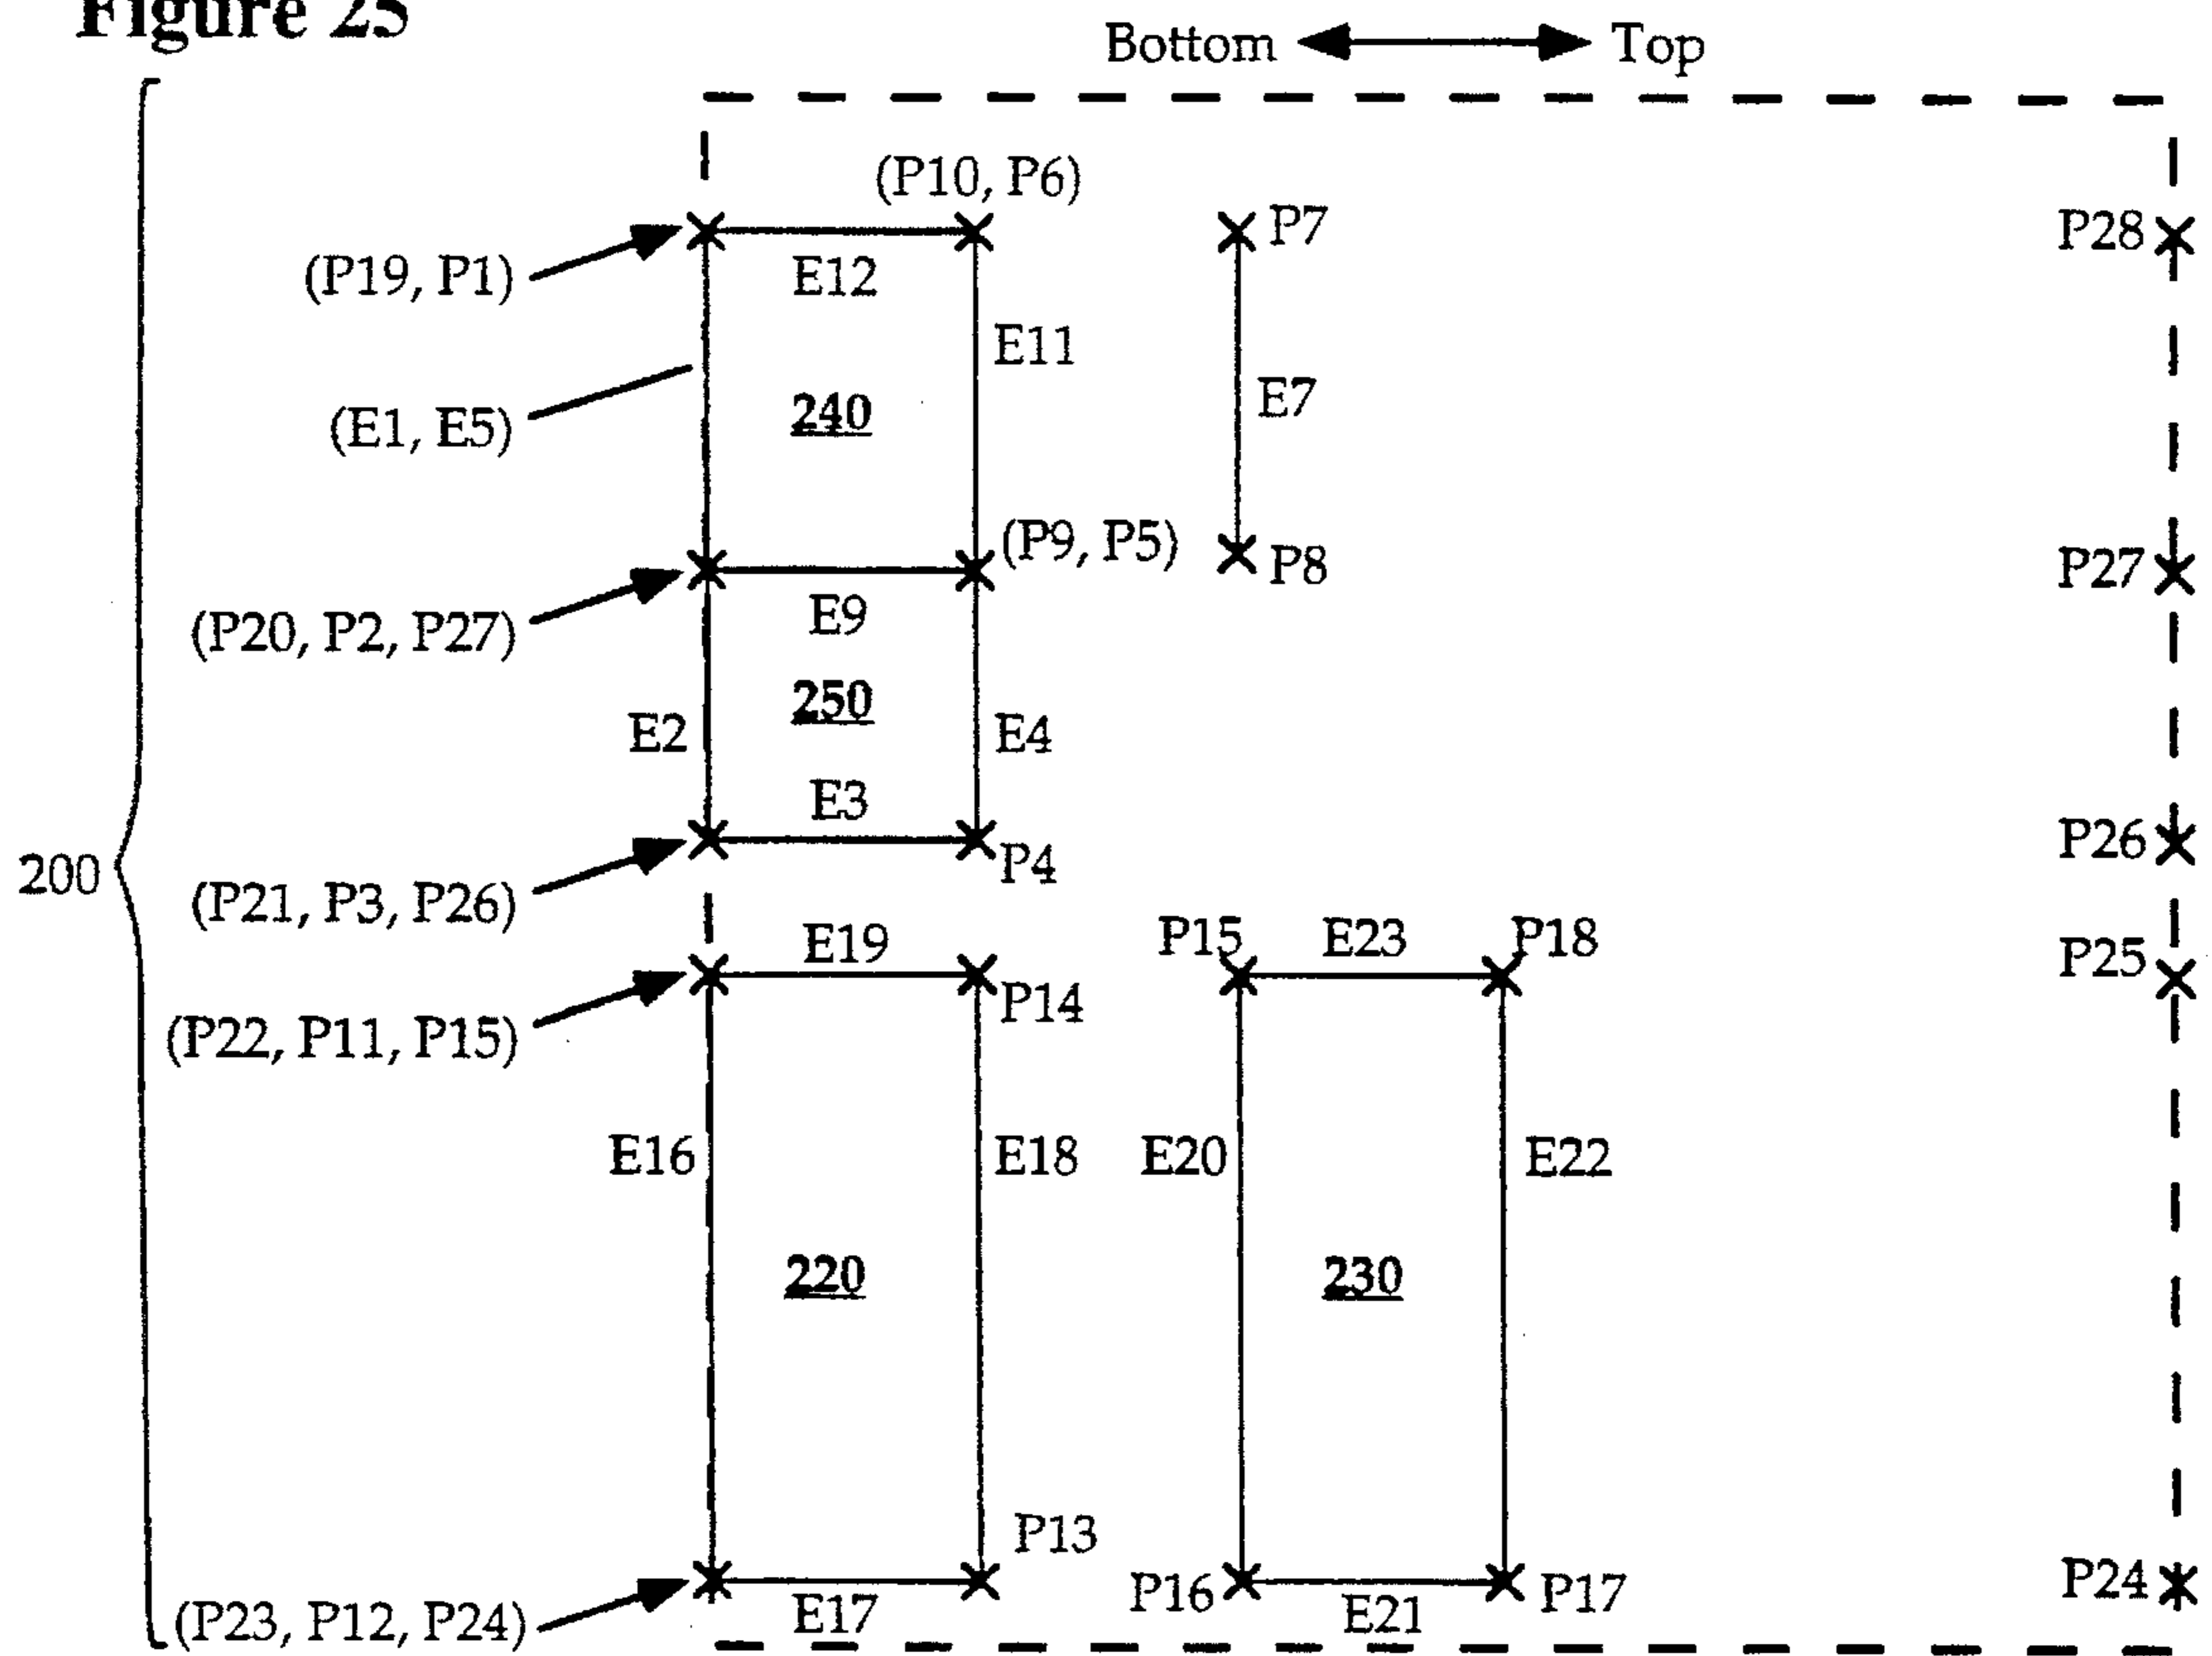 Figure 25
Bottom Top
(P10, P6)
P7
P28
(P19, P1)
E12
E11
E7
240
(E1, E5)
(P9, P5)
P8
P27
E9
(P20, P2, P27)
250
E2
E4
E3
P26
P4
200
(P21, P3, P26)
E19
P15
E23
P18
P25
P14
(P22, P11, P15)
E16
E18
E20
E22
220
230
P13
P16
P17
P24
E17
E21
(P23, P12, P24)